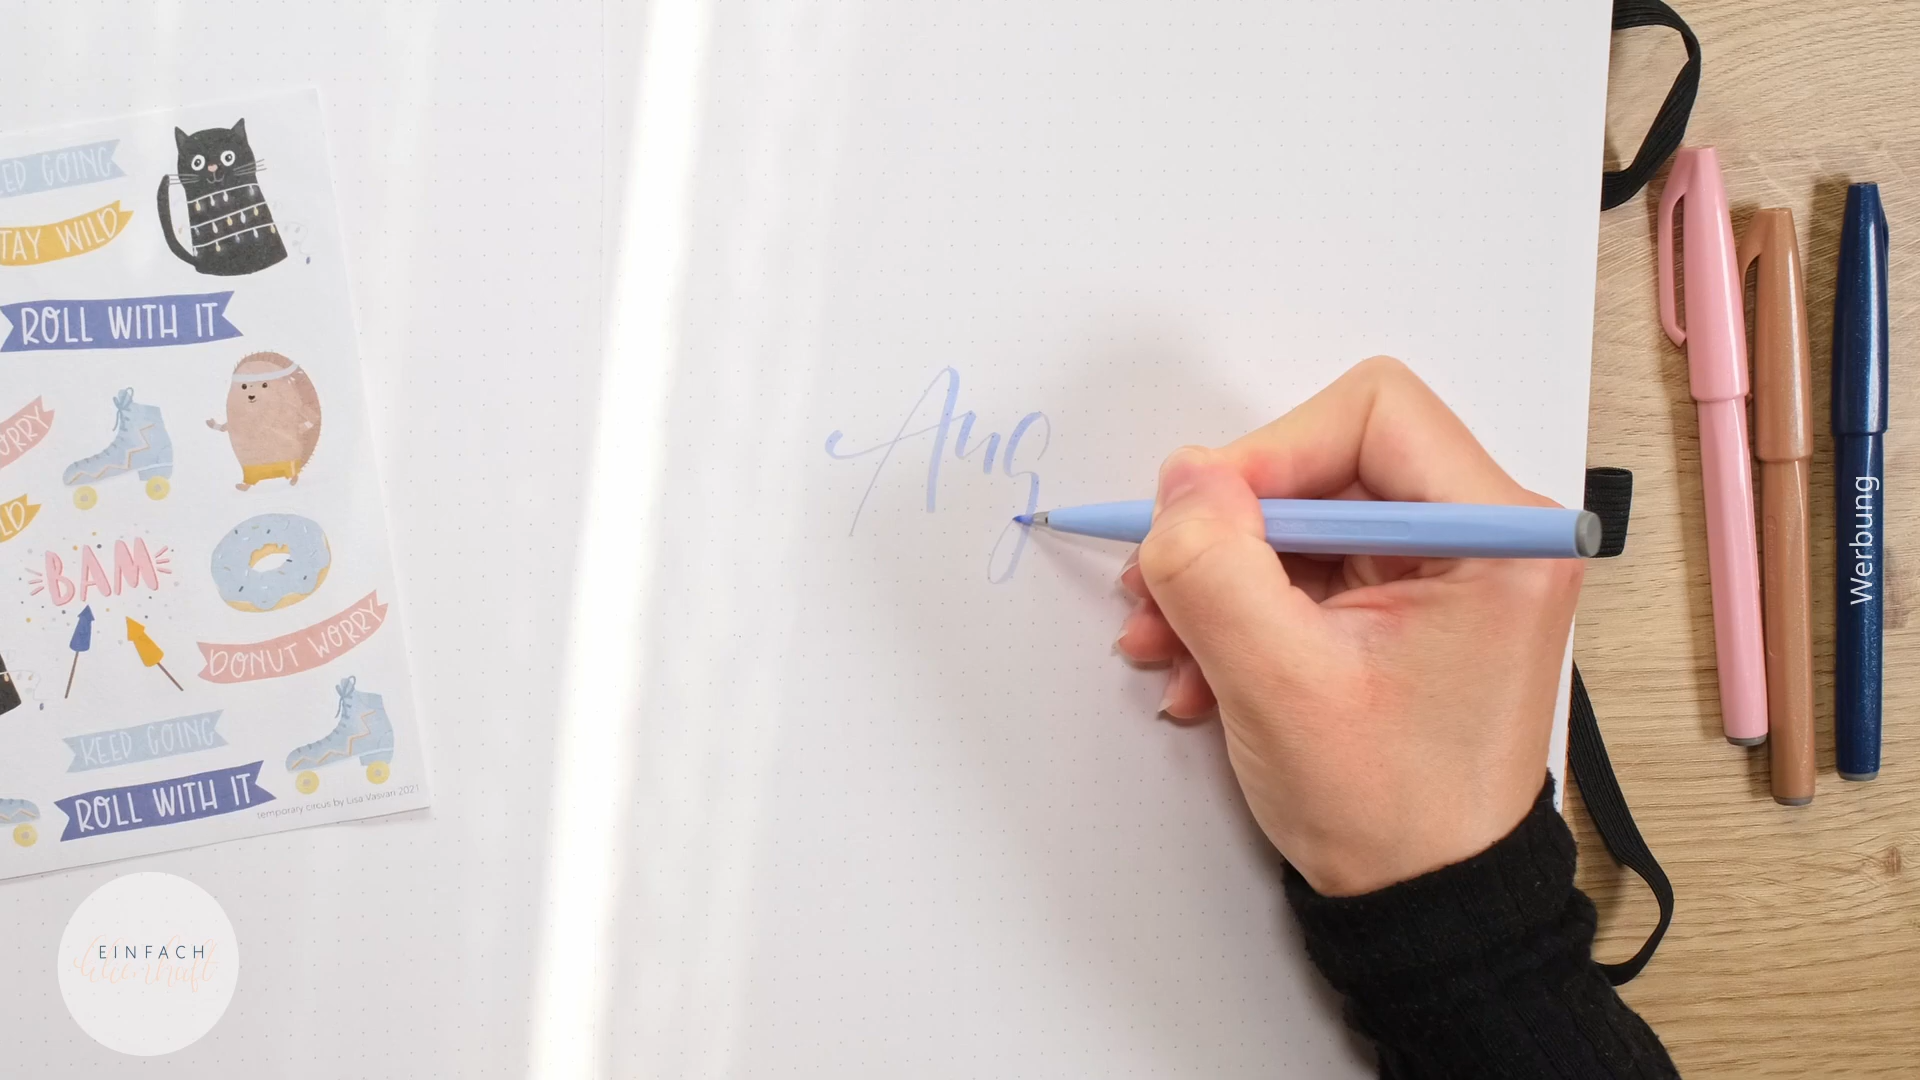 KEEP GOING
STAY WILD
ROLL WITH IT
WORRY
WILD
BAM
DONUT WORRY
KEEP GOING
ROLL WITH IT
temporary circus by Lisa Vasvari 2021
Aug
Werbung
EINFACH